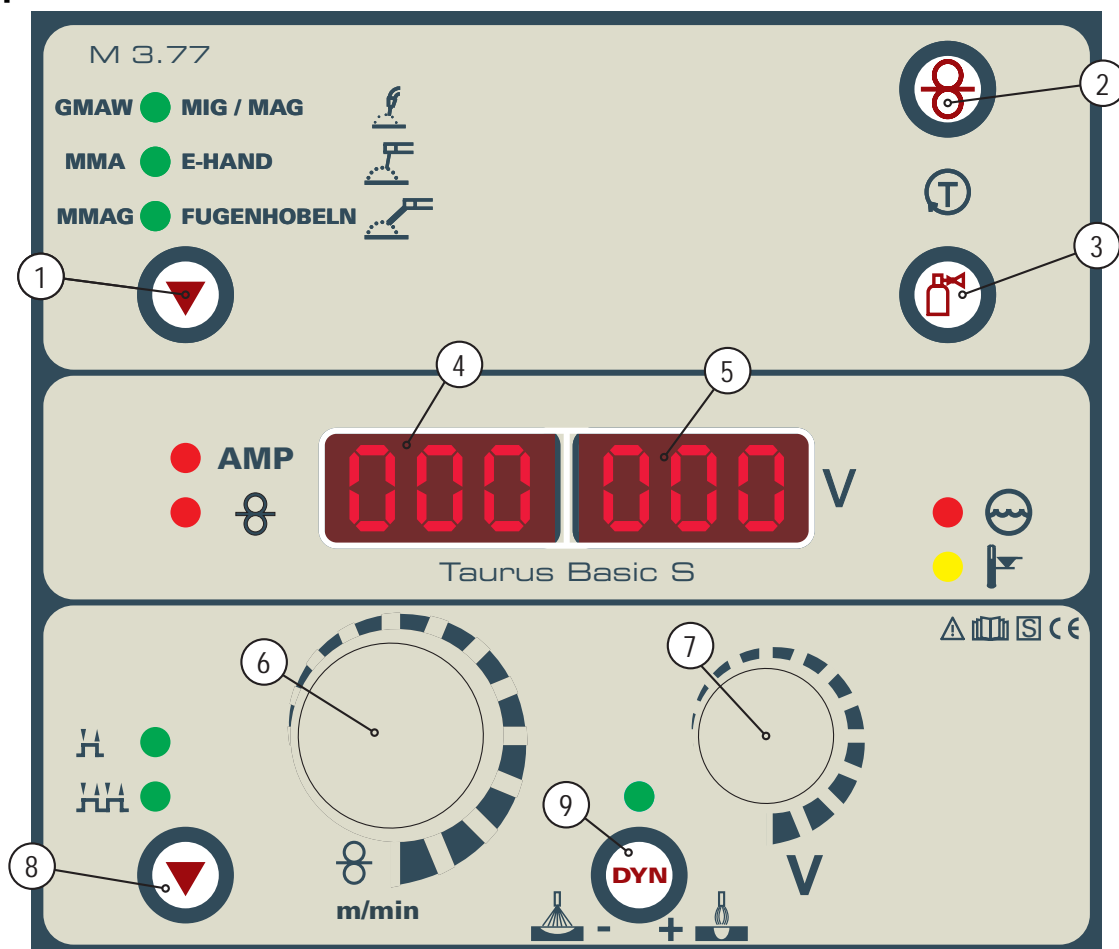 M 3.77
GMAW MIG / MAG
MMA E-HAND
MMAG FUGENHOBELN
T
1
2
3
4
5
AMP
000 000 V
Taurus Basic S
S CE
6
7
8
9
m/min
DYN
- +
V